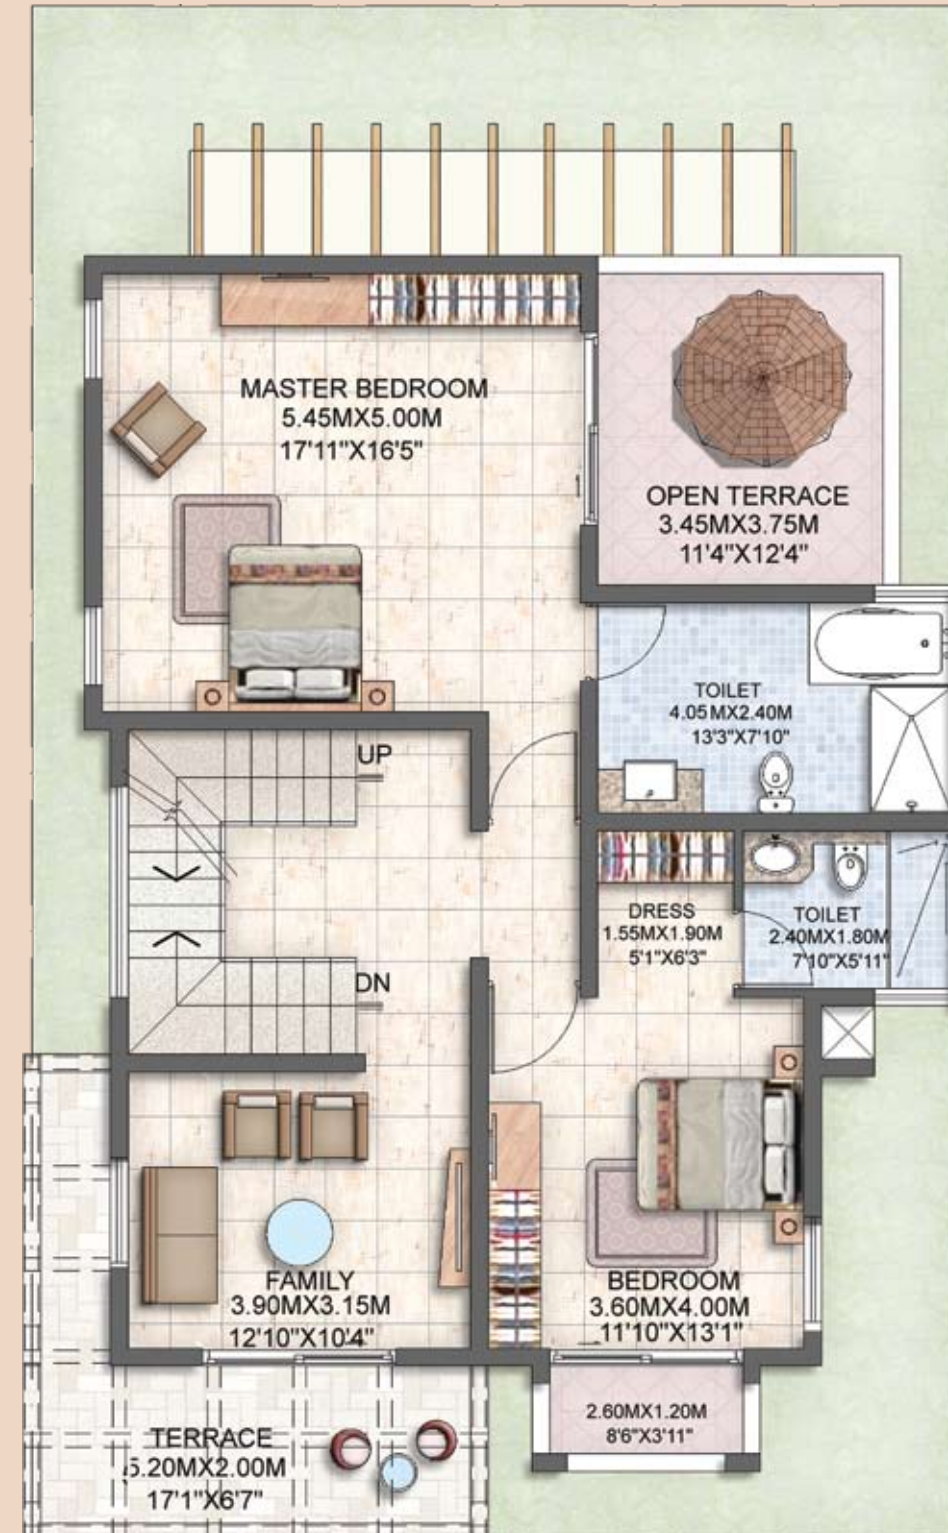 MASTER BEDROOM
5.45MX5.00M
17'11"X16'5"
OPEN TERRACE
3.45MX3.75M
11'4"X12'4"
TOILET
4.05MX2.40M
13'3"X7'10"
UP
DRESS
1.55MX1.90M
5'1"X6'3"
TOILET
2.40MX1.80M
7'10"X5'11"
DN
FAMILY
3.90MX3.15M
12'10"X10'4"
BEDROOM
3.60MX4.00M
11'10"X13'1"
2.60MX1.20M
8'6"X3'11"
TERRACE
5.20MX2.00M
17'1"X6'7"